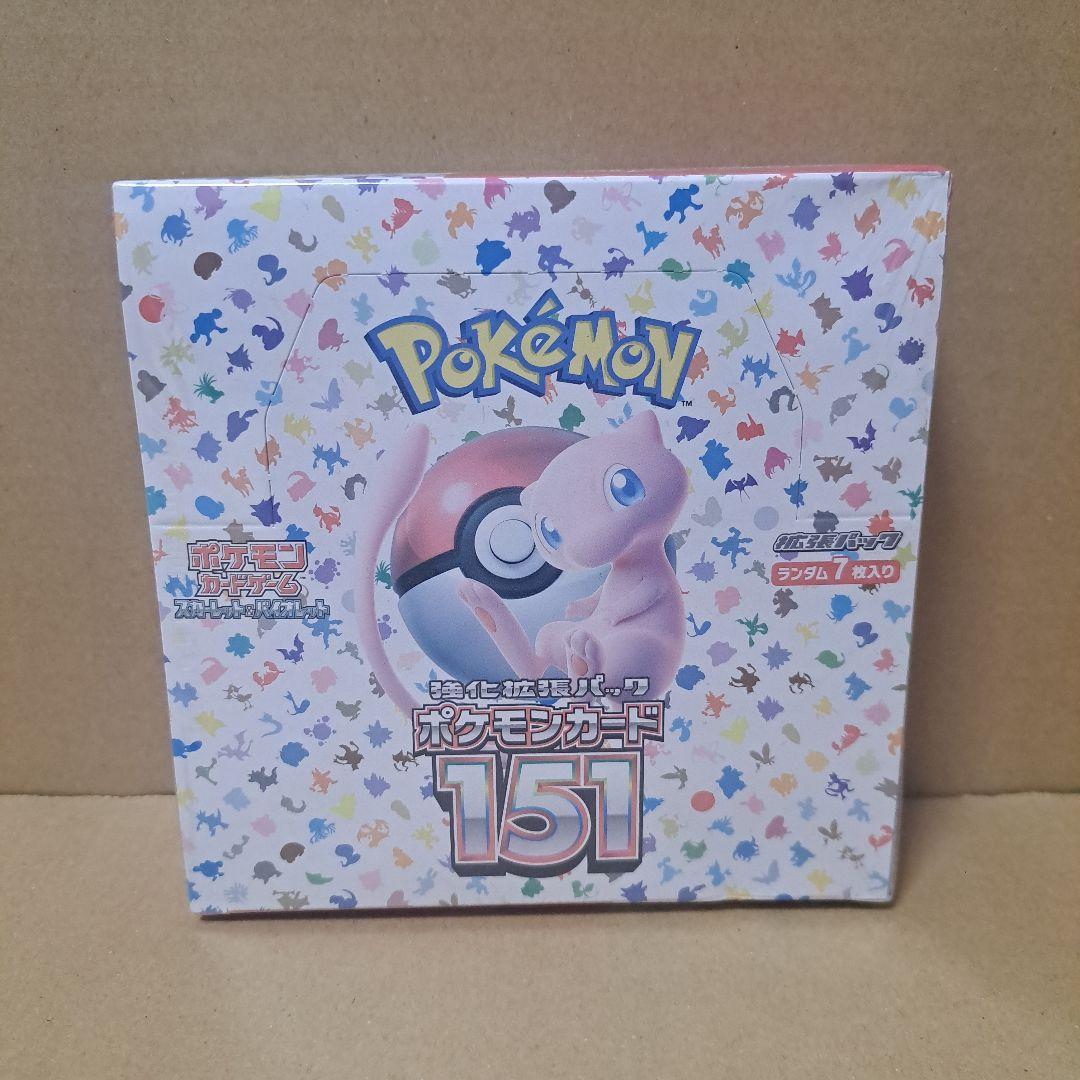 POKéMON
TM
ポケモン
カードゲーム
スカーレット&バイオレット
拡張パック
ランダム7枚入り
強化拡張パック
ポケモンカード
151